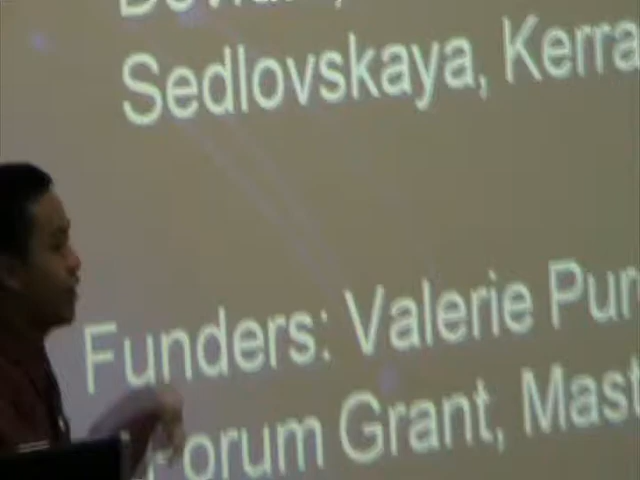 Sedlovskaya, Kerra
Funders: Valerie Pur
Forum Grant, Mast